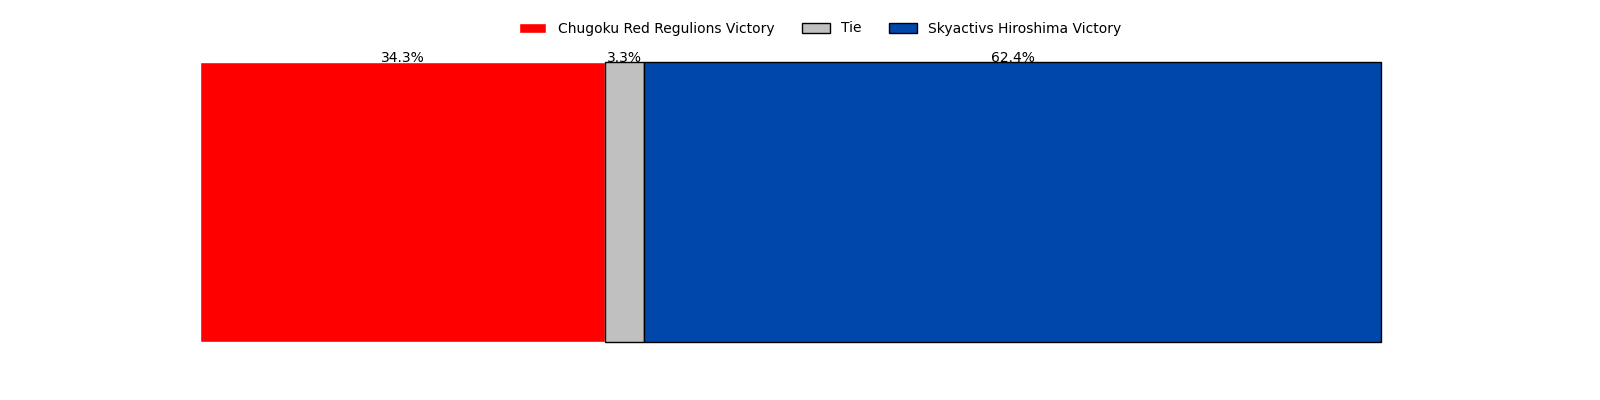 Chugoku Red Regulions Victory Tie Skyactivs Hiroshima Victory
34.3% 3.3% 62.4%